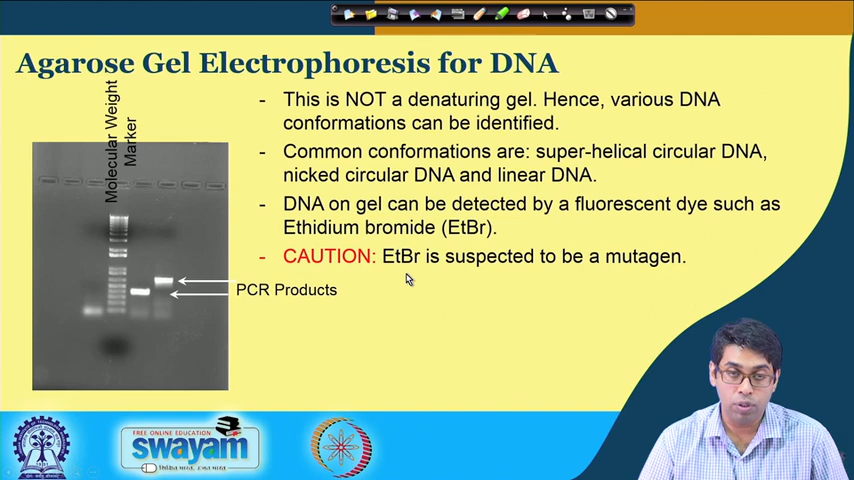 Agarose Gel Electrophoresis for DNA
Molecular Weight
Marker
- This is NOT a denaturing gel. Hence, various DNA
conformations can be identified.
- Common conformations are: super-helical circular DNA,
nicked circular DNA and linear DNA.
- DNA on gel can be detected by a fluorescent dye such as
Ethidium bromide (EtBr).
- CAUTION: EtBr is suspected to be a mutagen.
PCR Products
FREE ONLINE EDUCATION
swayam